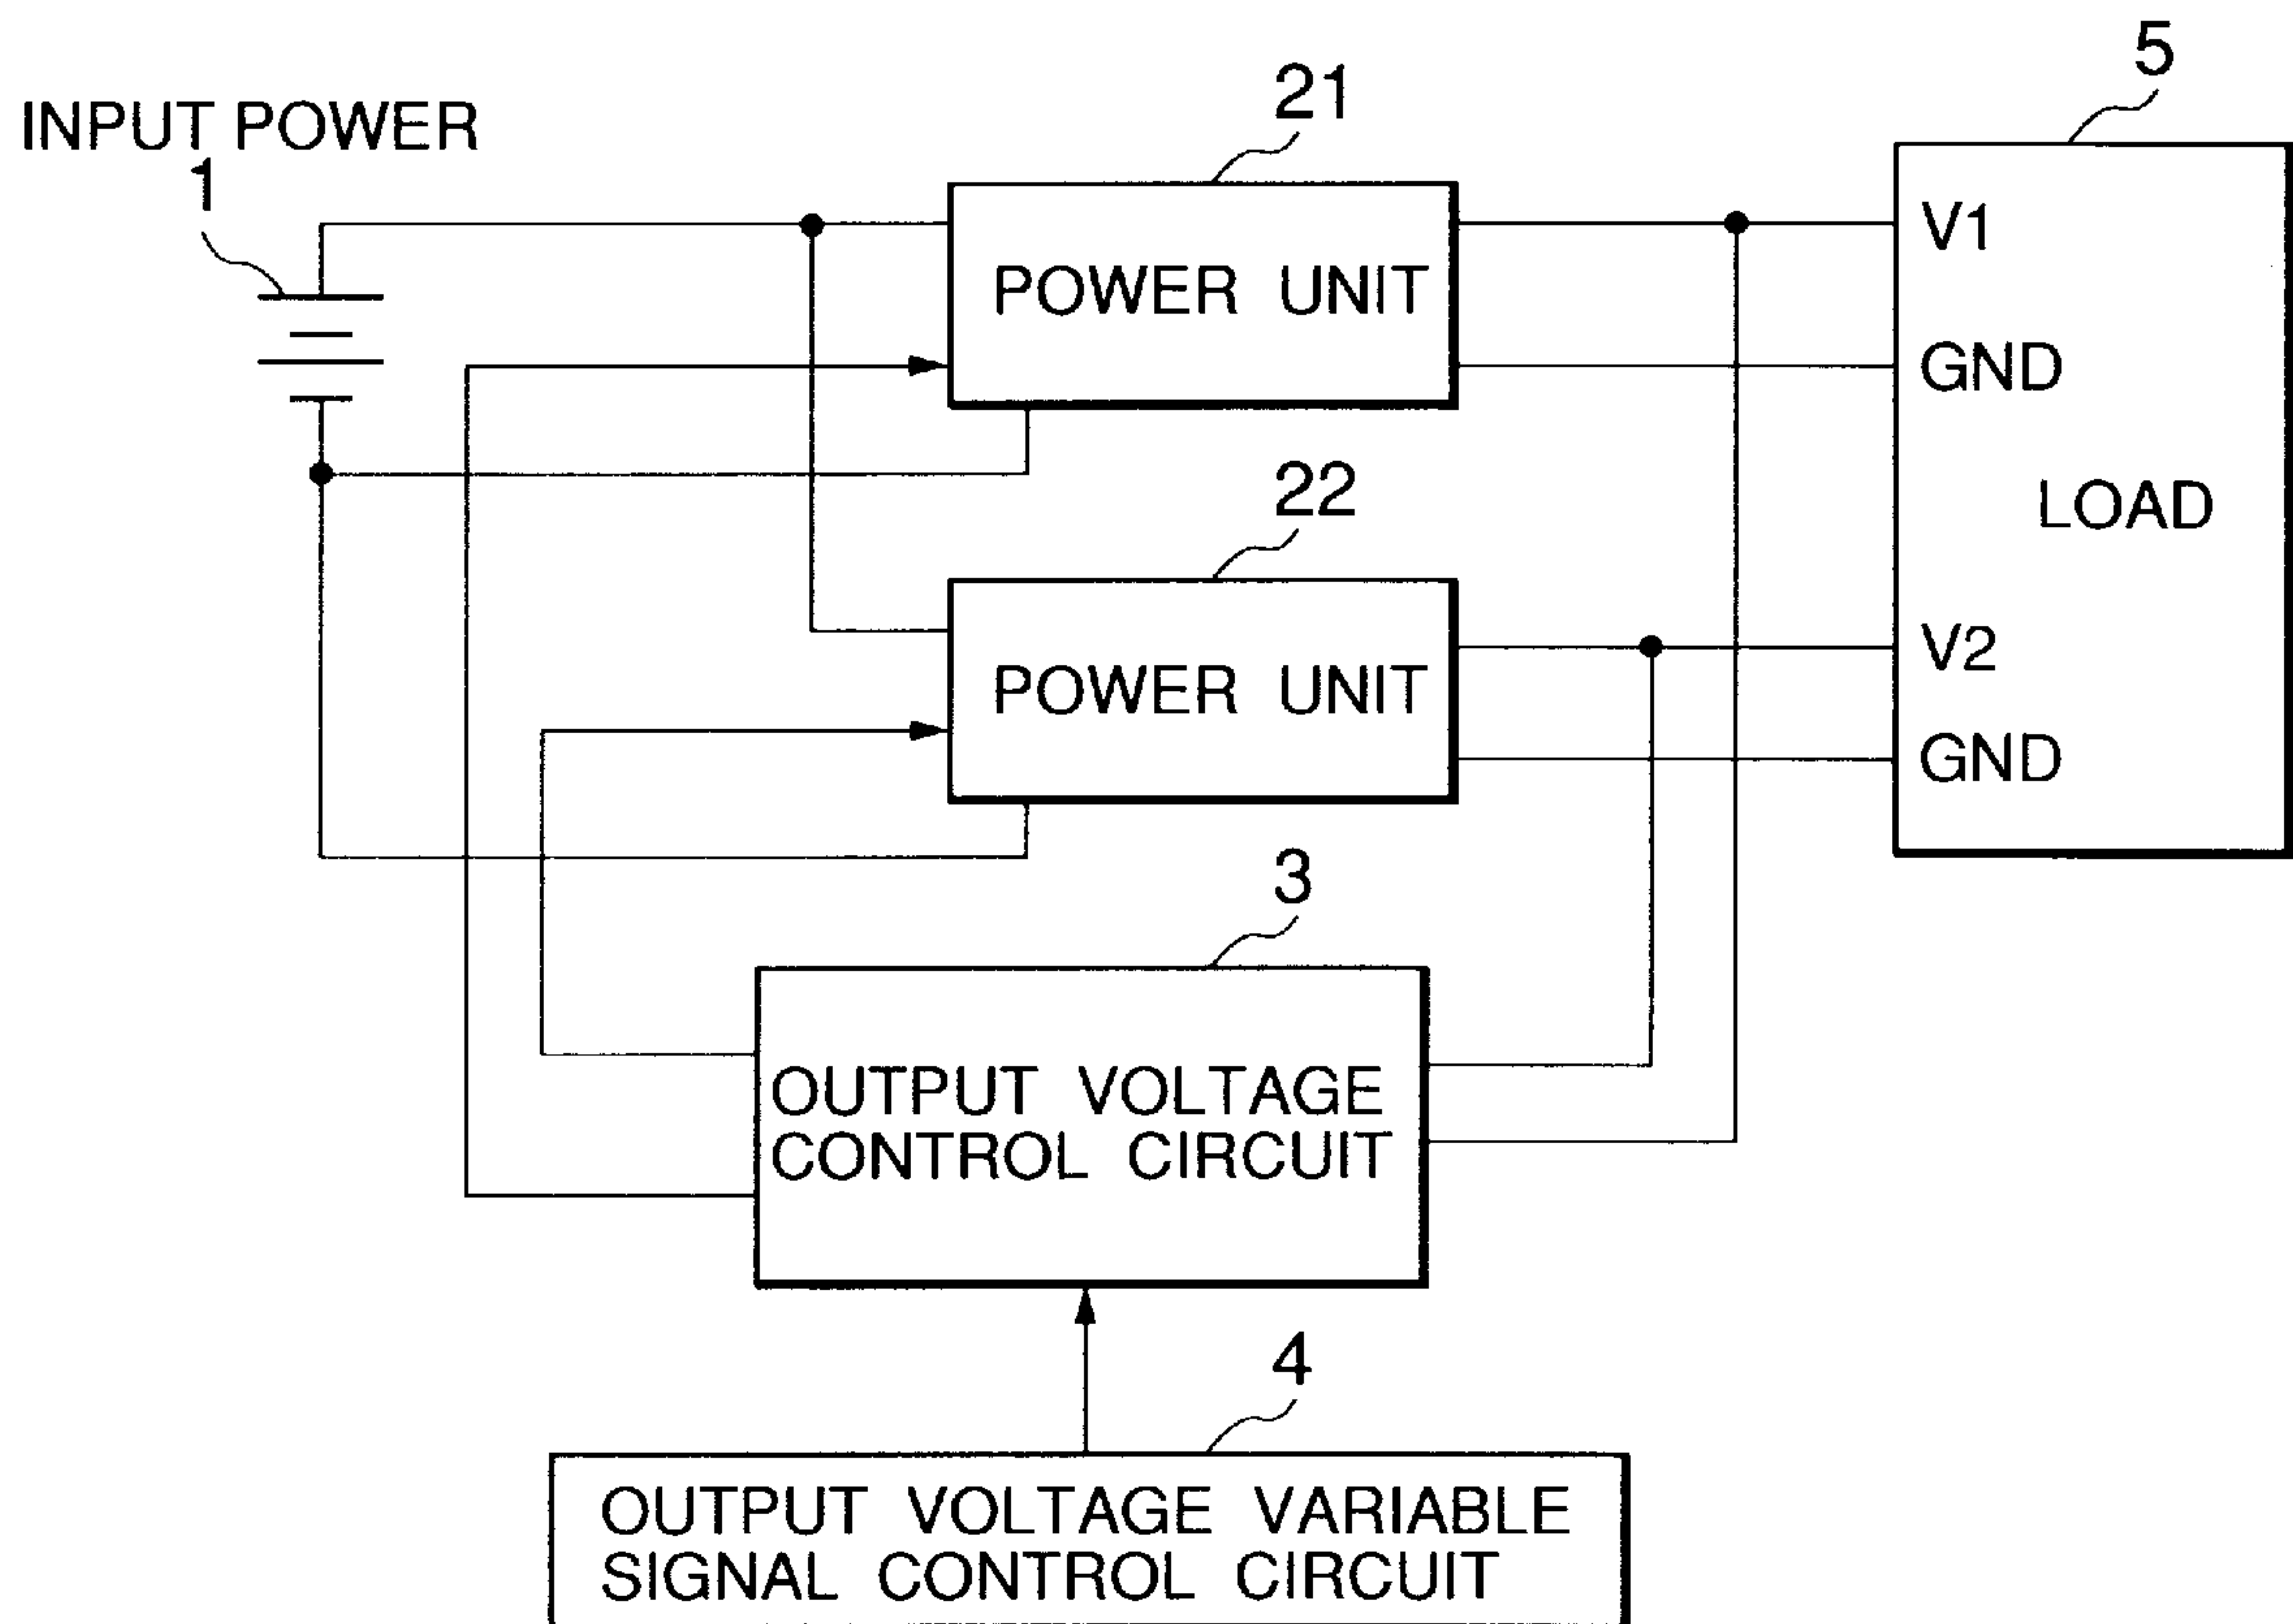 INPUT POWER
1
21
5
POWER UNIT
V1
GND
LOAD
22
POWER UNIT
V2
GND
3
OUTPUT VOLTAGE
CONTROL CIRCUIT
4
OUTPUT VOLTAGE VARIABLE
SIGNAL CONTROL CIRCUIT